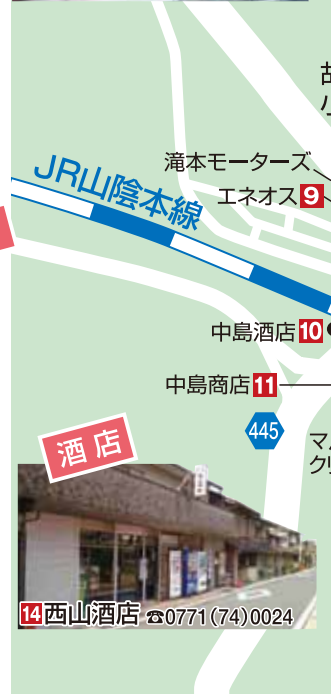 滝本モーターズ
エネオス 9
JR山陰本線
中島酒店 10
中島商店 11
445
酒店
14 西山酒店 ☎0771(74)0024